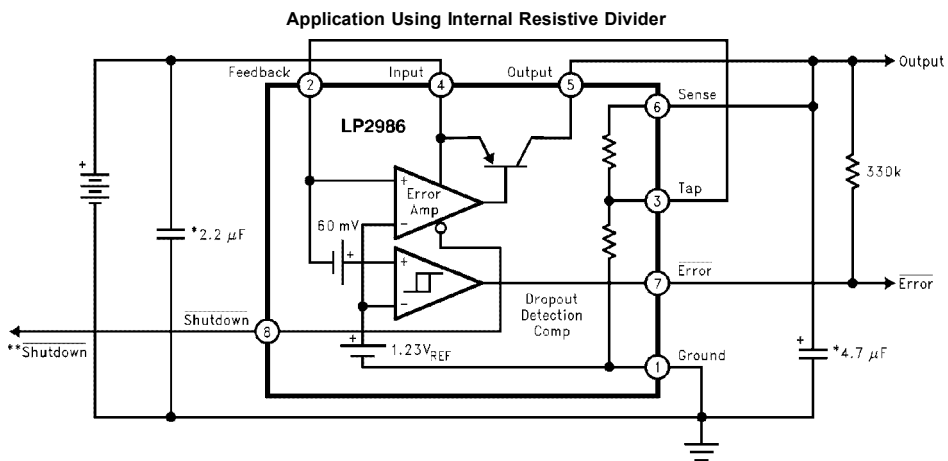 Application Using Internal Resistive Divider
Feedback
Input
Output
Output
2
4
5
6
Sense
LP2986
+
330k
+
Error
Amp
3
Tap
−
60 mV
*2.2 μF
+
+
7
Error
Error
−
Dropout
Detection
Comp
Shutdown
8
**Shutdown
+
1.23VREF
Ground
1
+
*4.7 μF